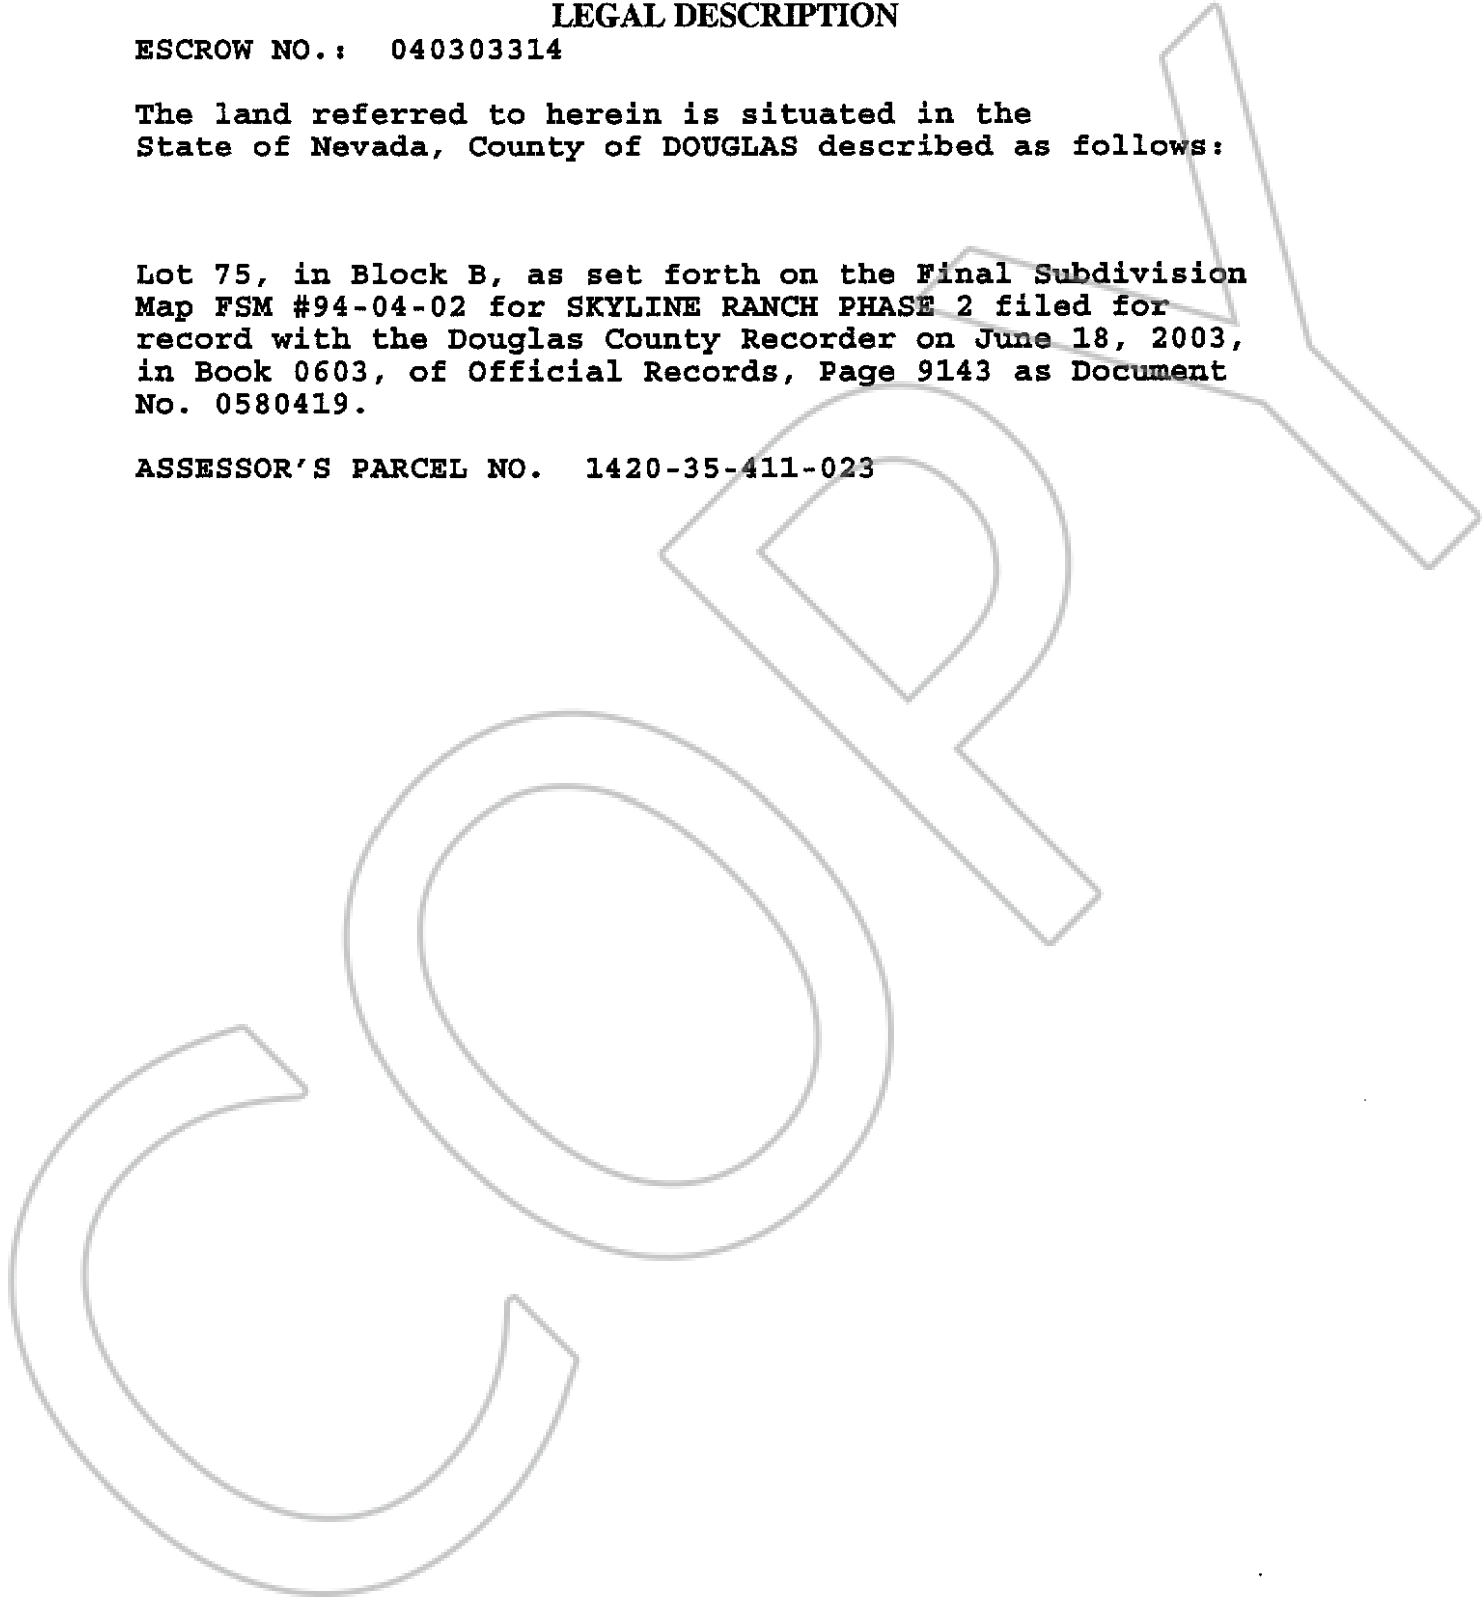 LEGAL DESCRIPTION
ESCROW NO.: 040303314
The land referred to herein is situated in the
State of Nevada, County of DOUGLAS described as follows:
Lot 75, in Block B, as set forth on the Final Subdivision
Map FSM #94-04-02 for SKYLINE RANCH PHASE 2 filed for
record with the Douglas County Recorder on June 18, 2003,
in Book 0603, of Official Records, Page 9143 as Document
No. 0580419.
ASSESSOR'S PARCEL NO. 1420-35-411-023
COPY